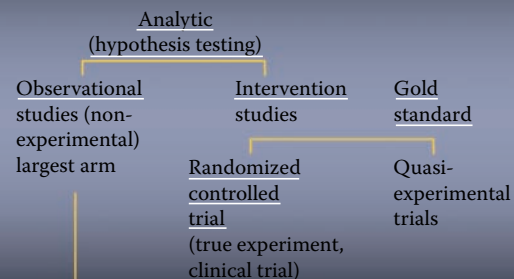 Analytic
(hypothesis testing)
Observational
studies (non-
experimental)
largest arm
Intervention
studies
Gold
standard
Randomized
controlled
trial
(true experiment,
clinical trial)
Quasi-
experimental
trials